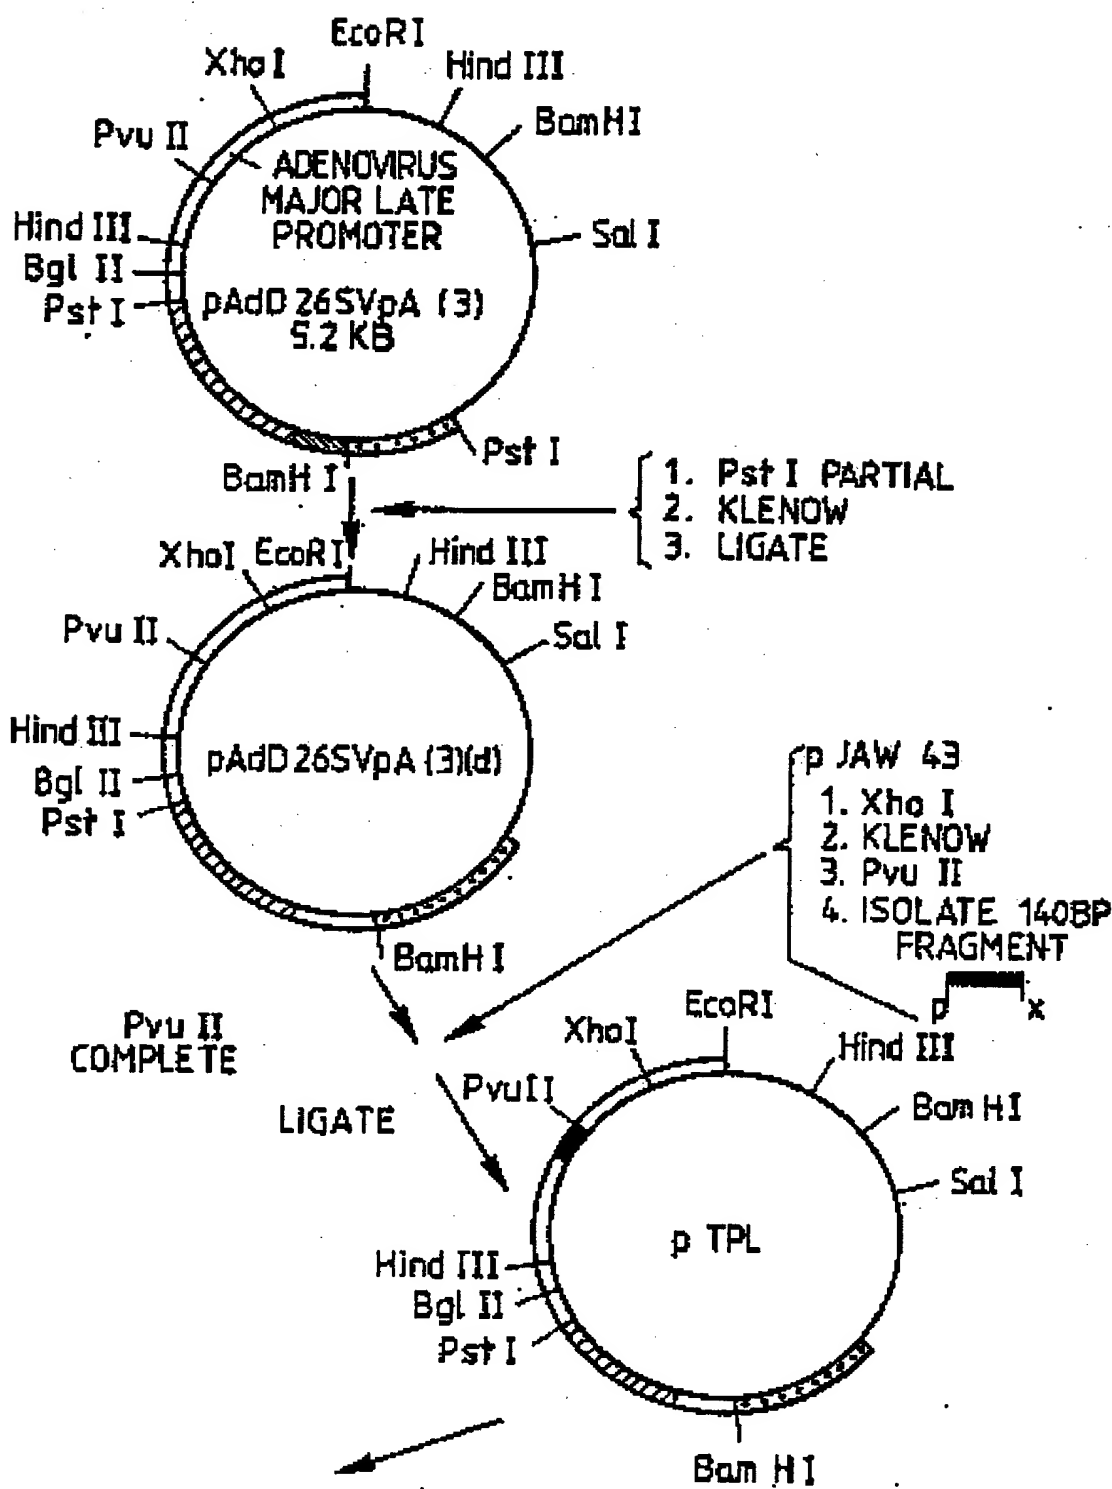 EcoRI
XhoI
Hind III
BamHI
Pvu II
ADENOVIRUS
MAJOR LATE
PROMOTER
Hind III
Sal I
Bgl II
Pst I
pAdD 26SVpA (3)
5.2 KB
Pst I
BamH I
1. Pst I PARTIAL
2. KLENOW
3. LIGATE
XhoI EcoRI
Hind III
BamH I
Pvu II
Sal I
Hind III
pAdD 26SVpA (3)(d)
Bgl II
Pst I
p JAW 43
1. Xho I
2. KLENOW
3. Pvu II
4. ISOLATE 140BP
FRAGMENT
BamH I
p x
Pvu II
COMPLETE
EcoRI
XhoI
Hind III
PvuII
LIGATE
Bam HI
Sal I
p TPL
Hind III
Bgl II
Pst I
Bam HI